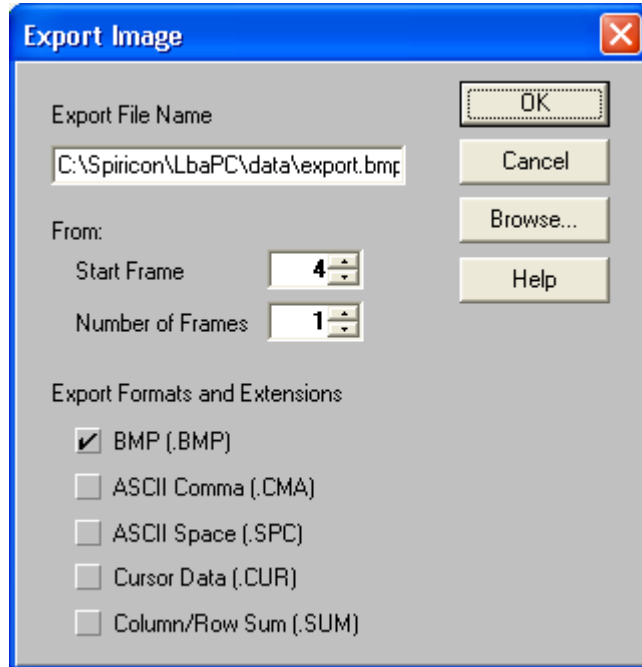 Export Image
Export File Name
OK
C:\Spiricon\LbaPC\data\export.bmp
Cancel
Browse...
From:
Start Frame 4
Help
Number of Frames 1
Export Formats and Extensions
BMP (.BMP)
ASCII Comma (.CMA)
ASCII Space (.SPC)
Cursor Data (.CUR)
Column/Row Sum (.SUM)